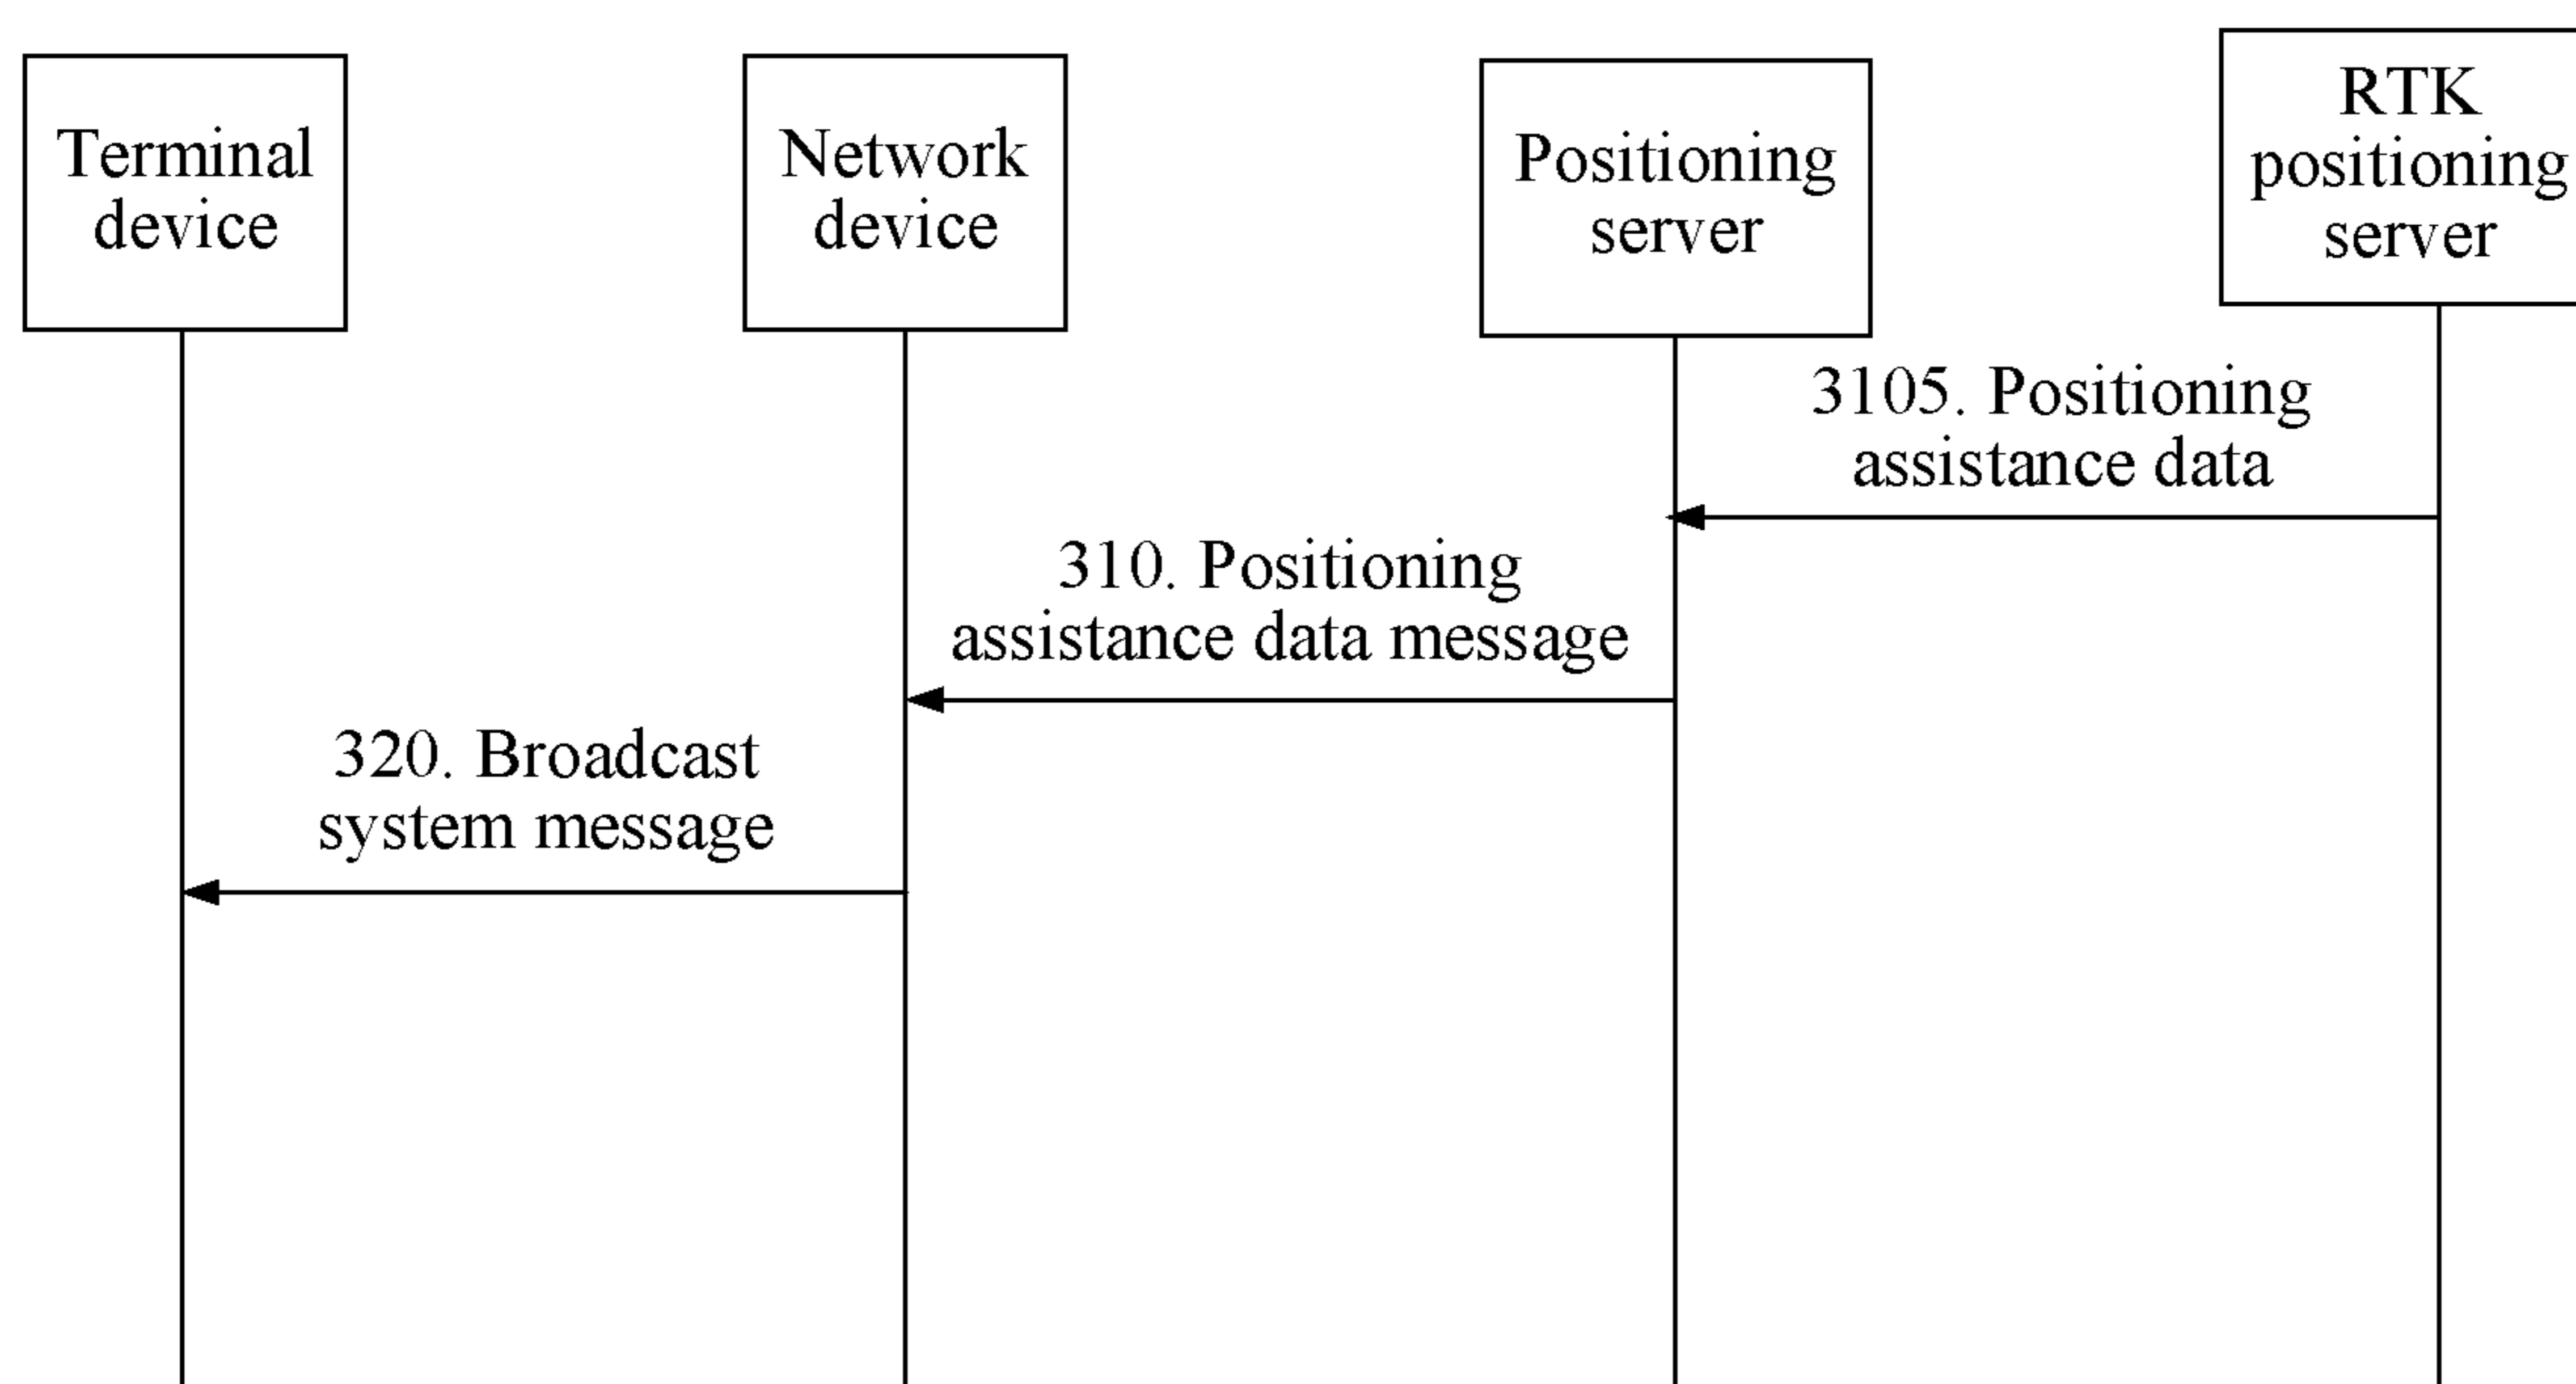 Terminal
device
Network
device
Positioning
server
RTK
positioning
server
3105. Positioning
assistance data
310. Positioning
assistance data message
320. Broadcast
system message